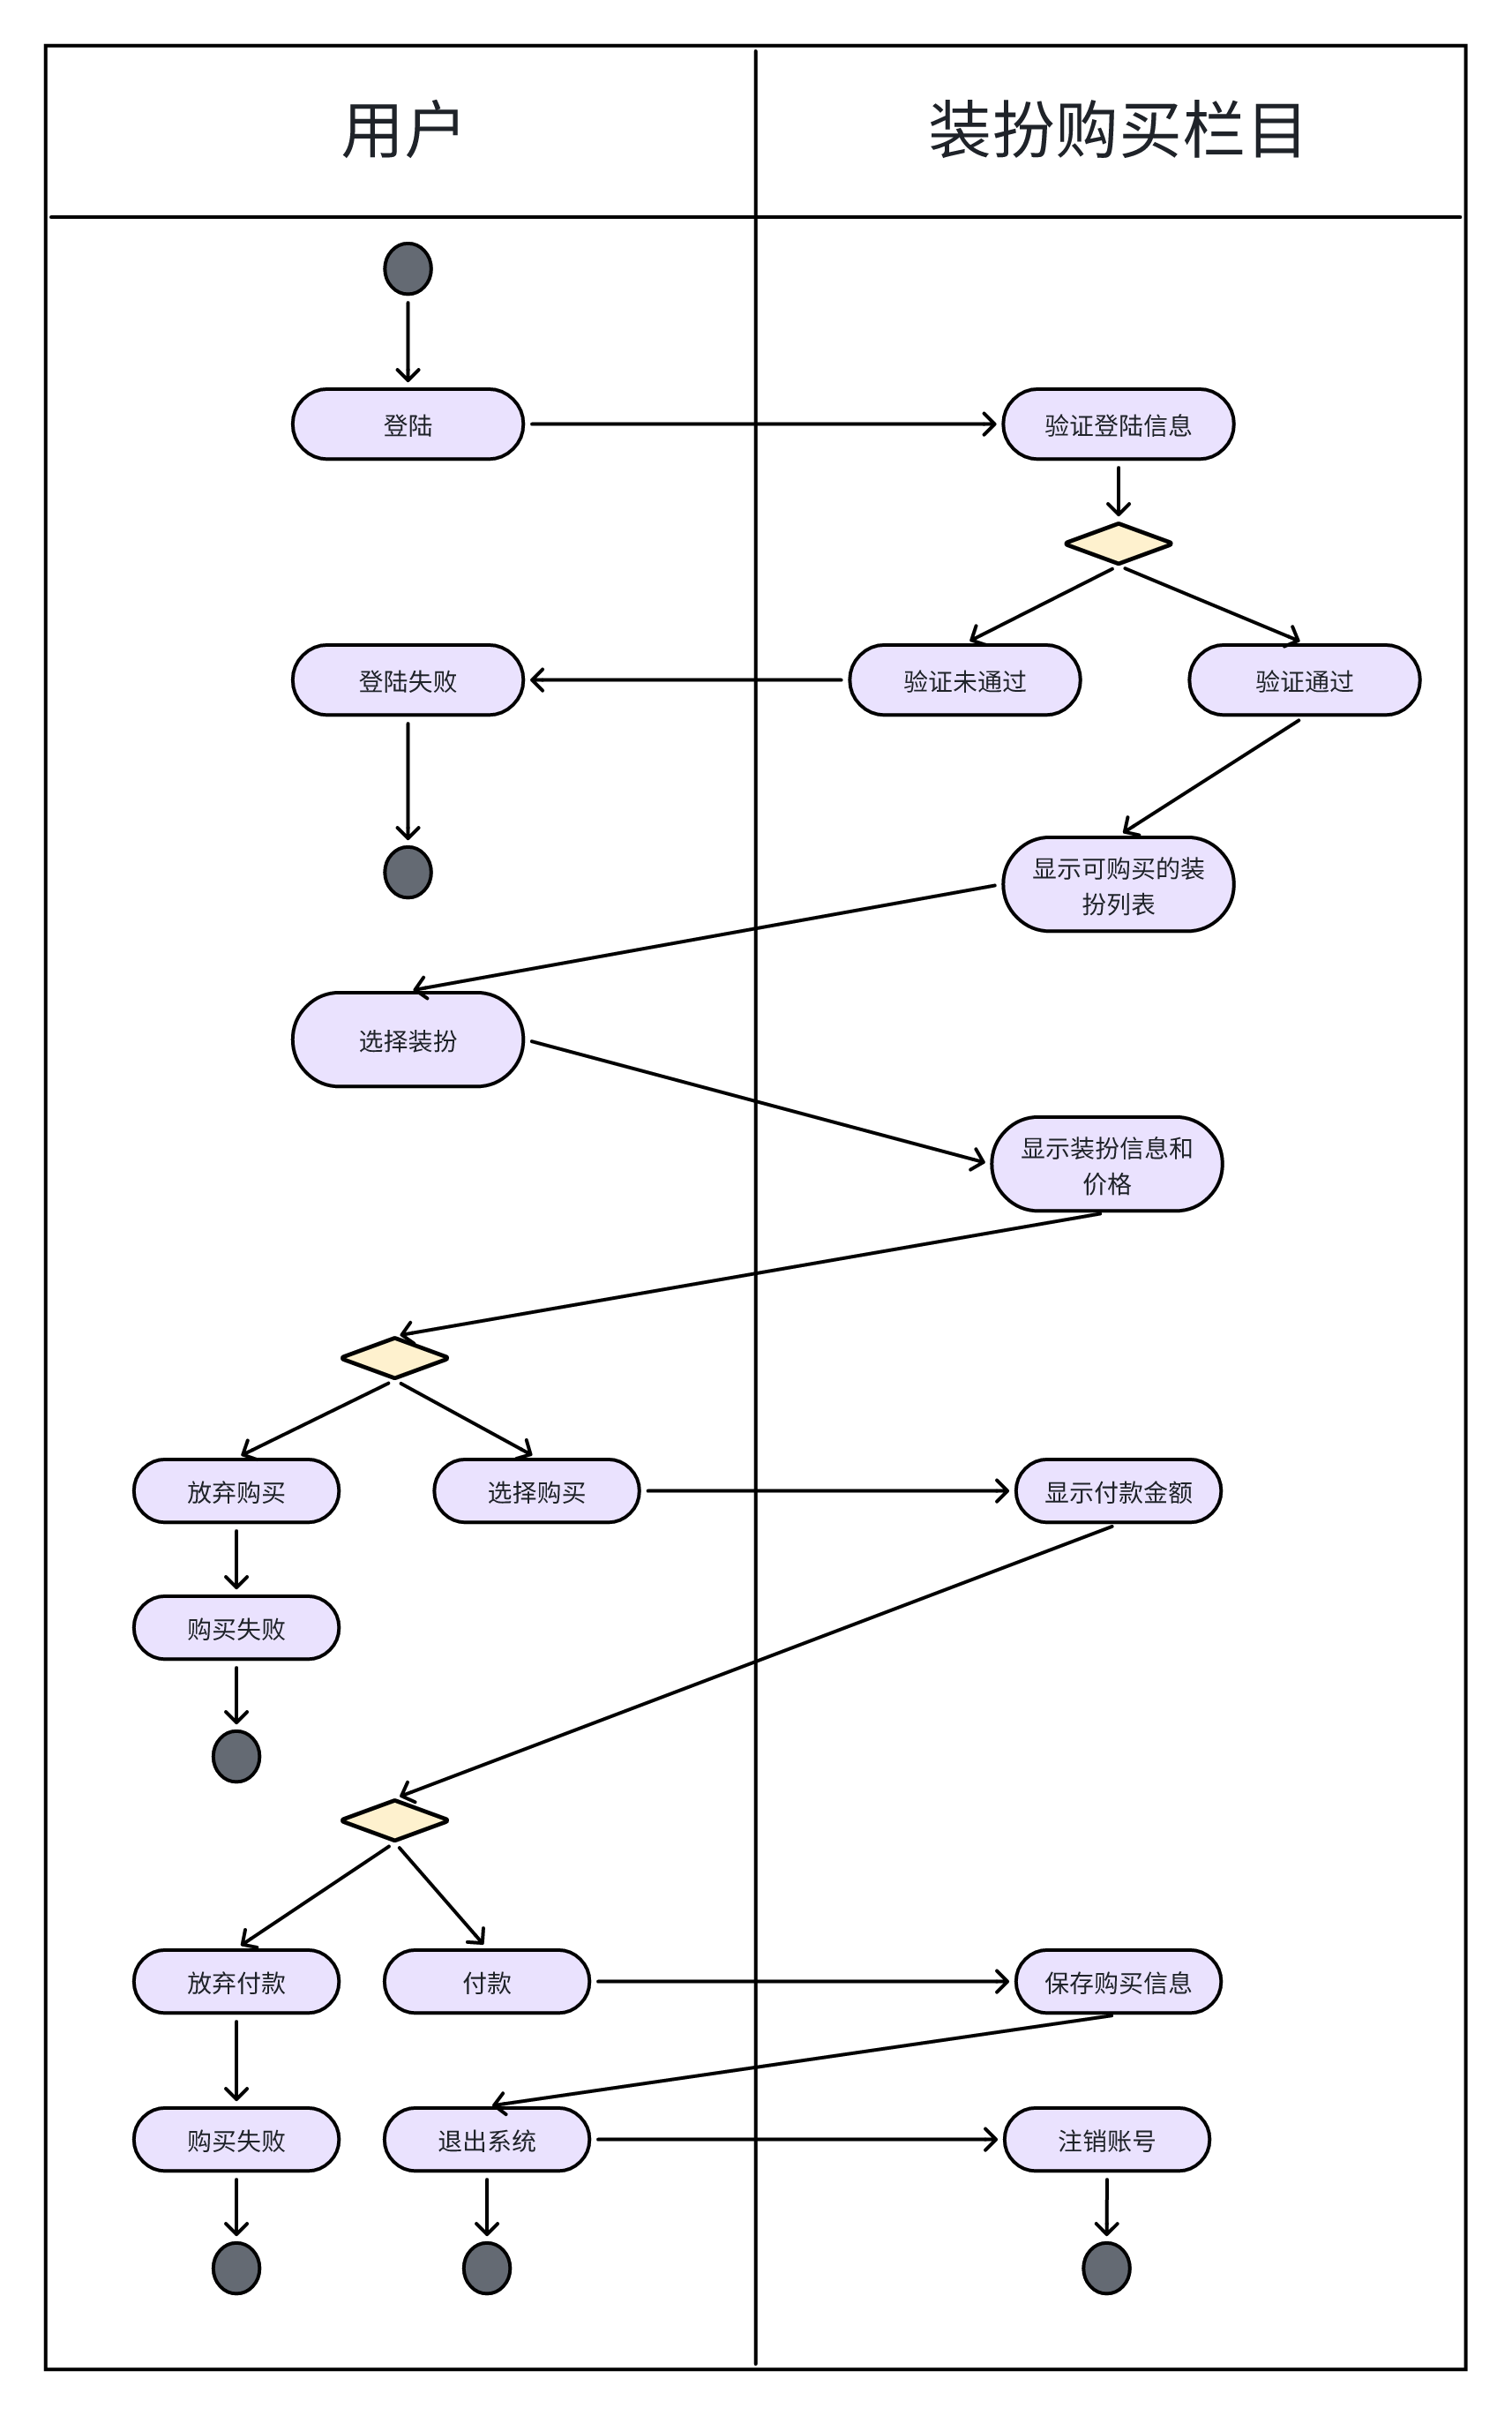 用户
装扮购买栏目
登陆
验证登陆信息
登陆失败
验证未通过
验证通过
显示可购买的装
扮列表
选择装扮
显示装扮信息和
价格
放弃购买
选择购买
显示付款金额
购买失败
放弃付款
付款
保存购买信息
购买失败
退出系统
注销账号